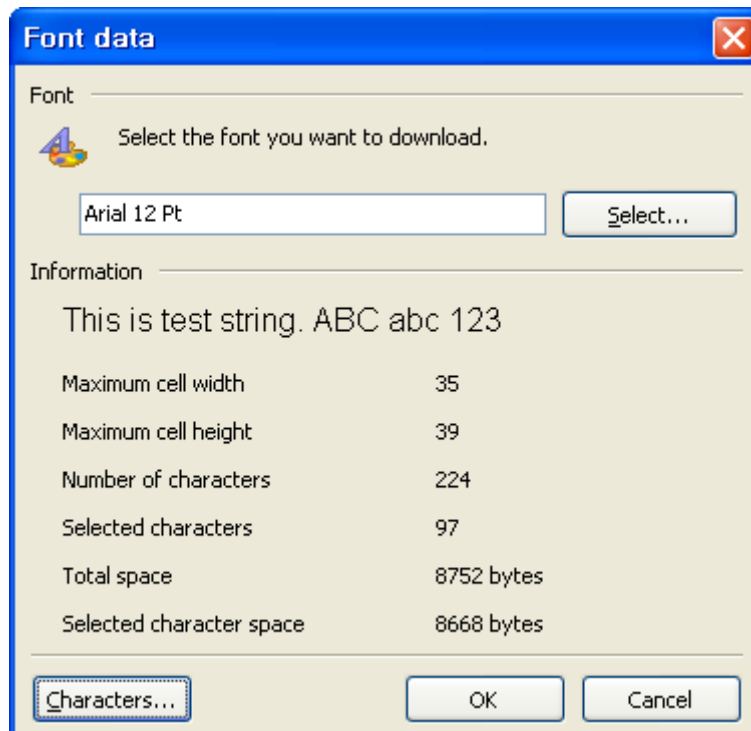 Font data
Font
Select the font you want to download.
Arial 12 Pt
Select...
Information
This is test string. ABC abc 123
Maximum cell width 35
Maximum cell height 39
Number of characters 224
Selected characters 97
Total space 8752 bytes
Selected character space 8668 bytes
Characters... OK Cancel